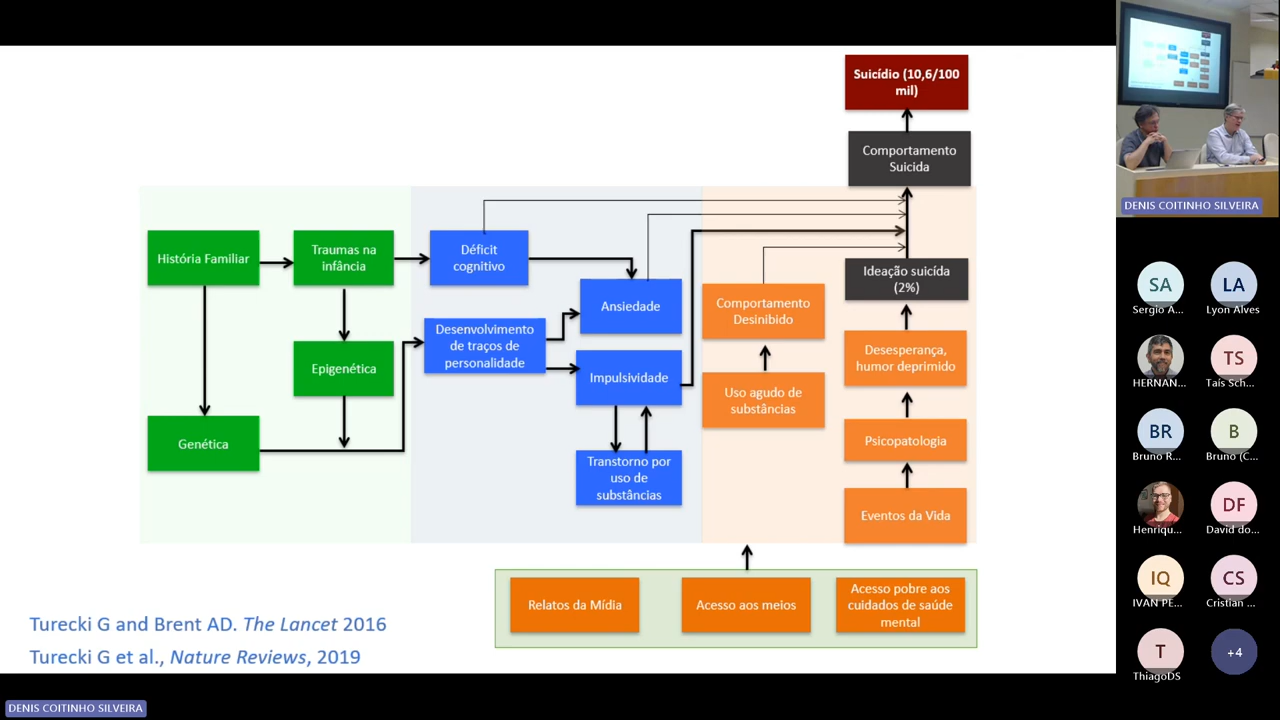 Suicídio (10,6/100
mil)
Comportamento
Suicida
História Familiar
Traumas na
infância
Déficit
cognitivo
Ansiedade
Comportamento
Desinibido
Ideação suicída
(2%)
Epigenética
Desenvolvimento
de traços de
personalidade
Impulsividade
Uso agudo de
substâncias
Desesperança,
humor deprimido
Genética
Transtorno por
uso de
substâncias
Psicopatologia
Eventos da Vida
Relatos da Mídia
Acesso aos meios
Acesso pobre aos
cuidados de saúde
mental
Turecki G and Brent AD. The Lancet 2016
Turecki G et al., Nature Reviews, 2019
DENIS COITINHO SILVEIRA
DENIS COITINHO SILVEIRA
SA
Sergio A...
LA
Lyon Alves
HERNAN...
TS
Taís Sch...
BR
Bruno R...
B
Bruno (C...
Henriqu...
DF
David do...
IQ
IVAN PE...
CS
Cristian ...
T
ThiagoDS
+4